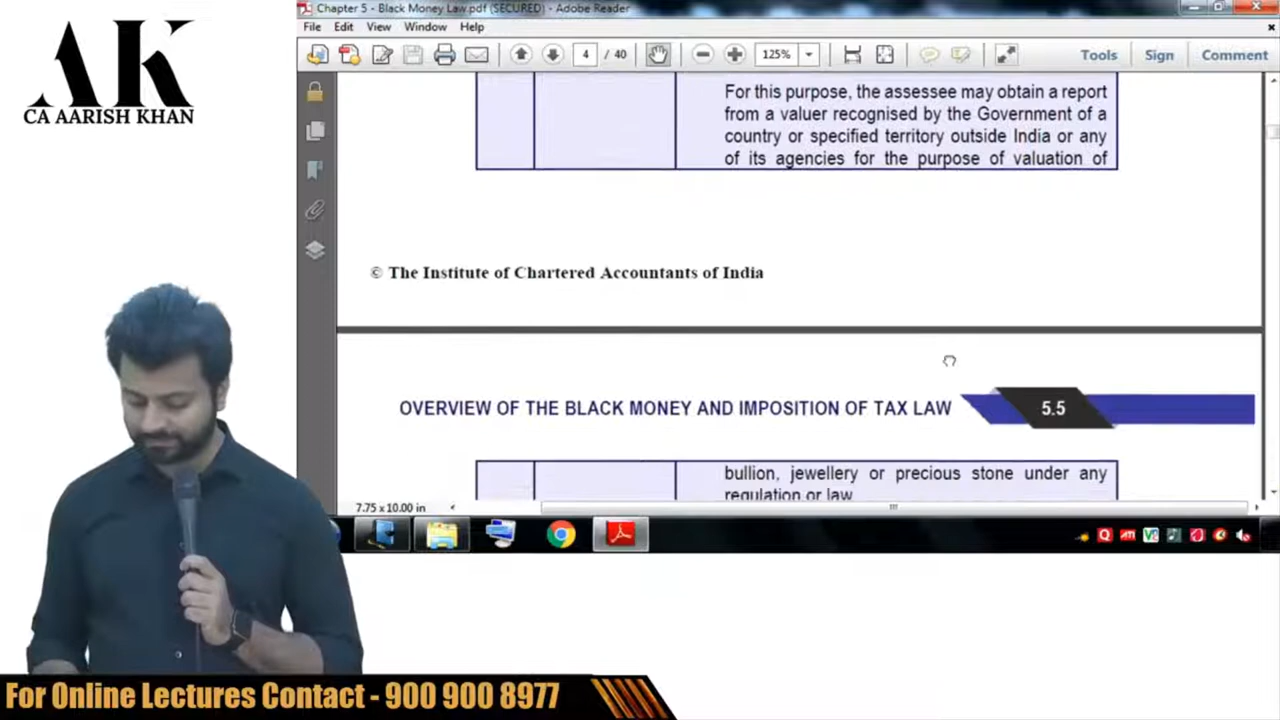 AK
CA AARISH KHAN
Chapter 5 - Black Money Law.pdf (SECURED) - Adobe Reader
File Edit View Window Help
4 / 40 125% Tools Sign Comment
For this purpose, the assessee may obtain a report
from a valuer recognised by the Government of a
country or specified territory outside India or any
of its agencies for the purpose of valuation of
© The Institute of Chartered Accountants of India
OVERVIEW OF THE BLACK MONEY AND IMPOSITION OF TAX LAW 5.5
bullion, jewellery or precious stone under any
regulation or law
7.75 x 10.00 in
For Online Lectures Contact - 900 900 8977